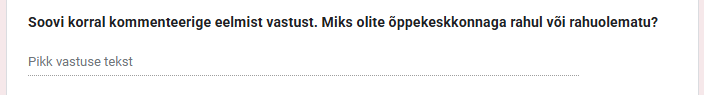 Soovi korral kommenteerige eelmist vastust. Miks olite õppekeskkonnaga rahul või rahuolematu?
Pikk vastuse tekst